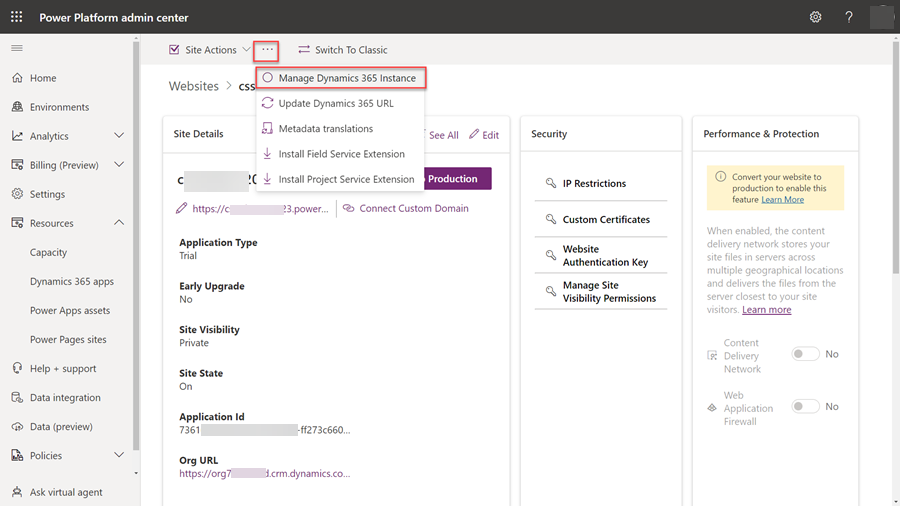 Power Platform admin center
?
Site Actions
...
Switch To Classic
Home
Environments
Analytics
Billing (Preview)
Settings
Resources
Capacity
Dynamics 365 apps
Power Apps assets
Power Pages sites
Help + support
Data integration
Data (preview)
Policies
Ask virtual agent
Websites > css
Manage Dynamics 365 Instance
Update Dynamics 365 URL
Metadata translations
Install Field Service Extension
Install Project Service Extension
Site Details
See All
Edit
Production
https://c
23.power...
Connect Custom Domain
Application Type
Trial
Early Upgrade
No
Site Visibility
Private
Site State
On
Application Id
7361
-ff273c660...
Org URL
https://org7
d.crm.dynamics.co...
Security
IP Restrictions
Custom Certificates
Website
Authentication Key
Manage Site
Visibility Permissions
Performance & Protection
Convert your website to
production to enable this
feature Learn More
When enabled, the content
delivery network stores your
site files in servers across
multiple geographical locations
and delivers the files from the
server closest to your site
visitors. Learn more
Content
Delivery
Network
No
Web
Application
Firewall
No